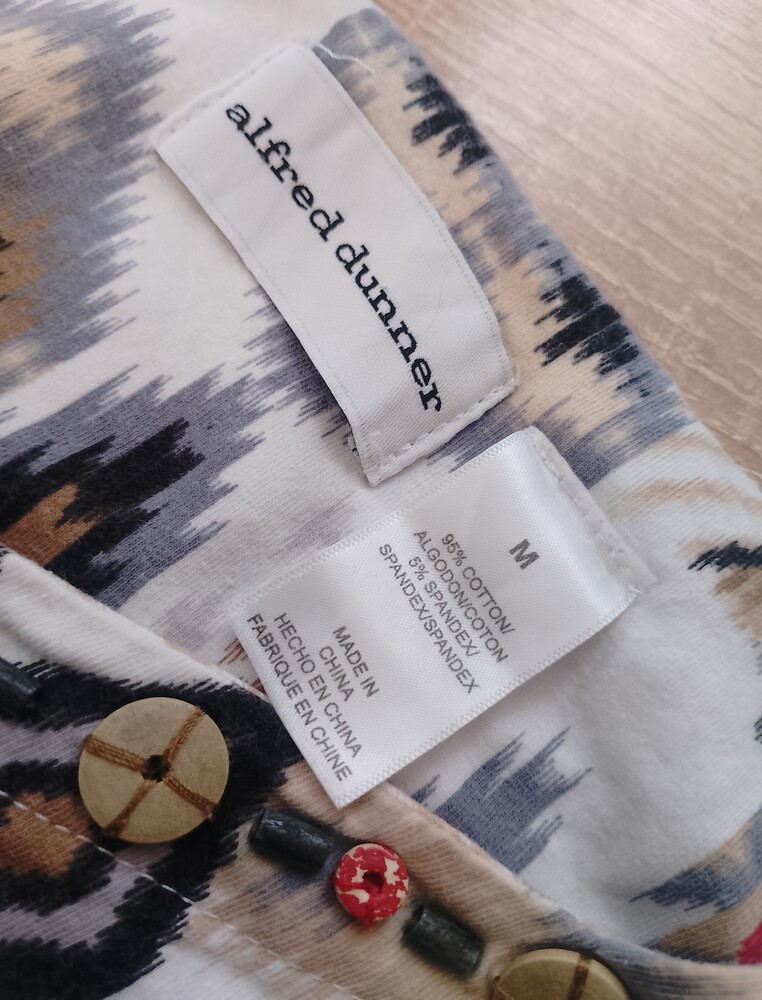 alfred dunner
M
95% COTTON/
ALGODON/COTON
5% SPANDEX/
SPANDEX/SPANDEX
MADE IN
CHINA
HECHO EN CHINA
FABRIQUE EN CHINE